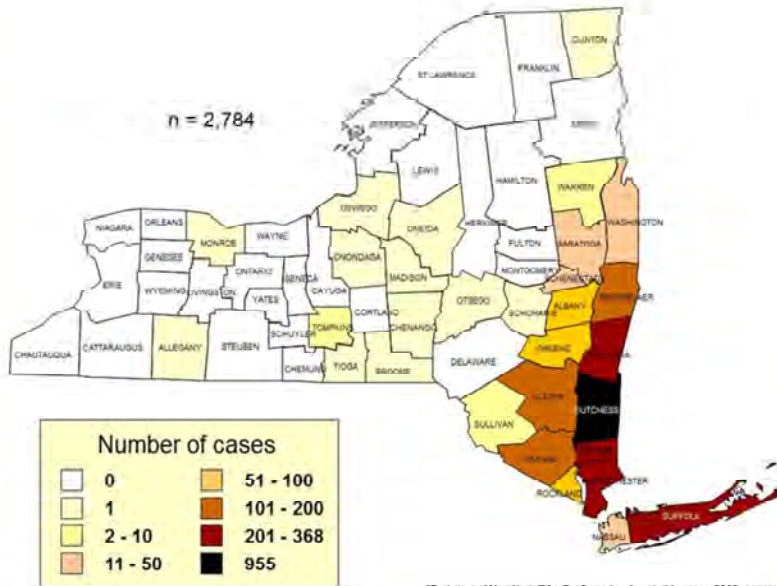 CLINTON
FRANKLIN
ST LAWRENCE
n = 2,784
JEFFERSON
LEWIS
HAMILTON
WARREN
WASHINGTON
OSWEGO
ONEIDA
HERKIMER
NIAGARA
ORLEANS
MONROE
WAYNE
FULTON
SARATOGA
GENESEE
ONONDAGA
MADISON
MONTGOMERY
ONTARIO
SENECA
CAYUGA
ERIE
WYOMING
LIVINGSTON
YATES
CORTLAND
OTSEGO
SCHOHARIE
ALBANY
CHENANGO
TOMPKINS
SCHUYLER
CHAUTAUQUA
CATTARAUGUS
ALLEGANY
STEUBEN
CHEMUNG
TIOGA
BROOME
DELAWARE
DUTCHESS
SULLIVAN
ROCKLAND
SUFFOLK
NASSAU
Number of cases
0
1
2 - 10
11 - 50
51 - 100
101 - 200
201 - 368
955